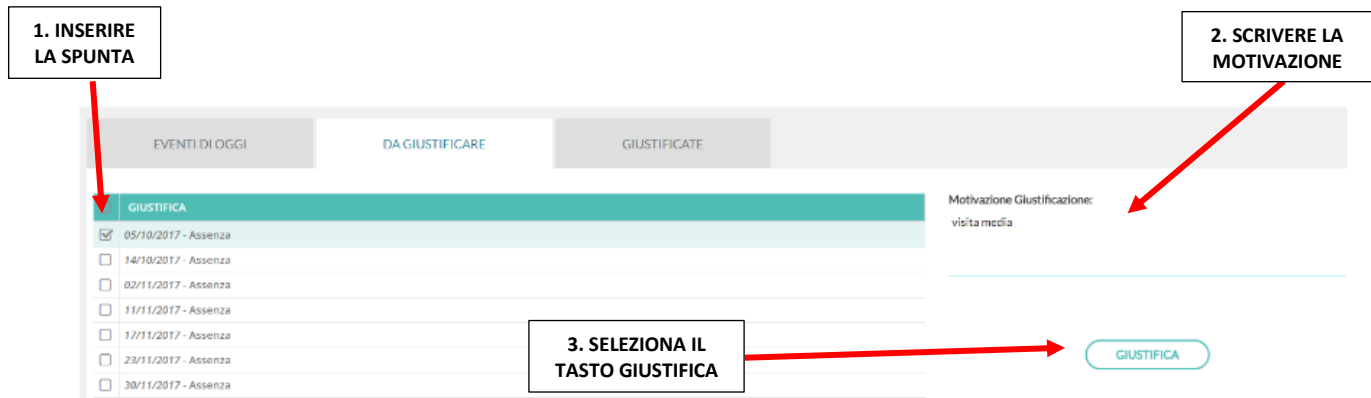 1. INSERIRE
LA SPUNTA
2. SCRIVERE LA
MOTIVAZIONE
EVENTI DI OGGI
DA GIUSTIFICARE
GIUSTIFICATE
GIUSTIFICA
05/10/2017 - Assenza
14/10/2017 - Assenza
02/11/2017 - Assenza
11/11/2017 - Assenza
17/11/2017 - Assenza
23/11/2017 - Assenza
30/11/2017 - Assenza
Motivazione Giustificazione:
visita media
3. SELEZIONA IL
TASTO GIUSTIFICA
GIUSTIFICA